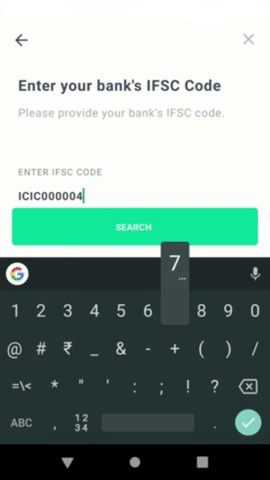 Enter your bank's IFSC Code
Please provide your bank's IFSC code.
ENTER IFSC CODE
ICIC000004
SEARCH
7
...
1 2 3 4 5 6 8 9 0
@ # ₹ _ & - + ( ) /
=\< * " ' : ; ! ?
ABC , 12 .
34